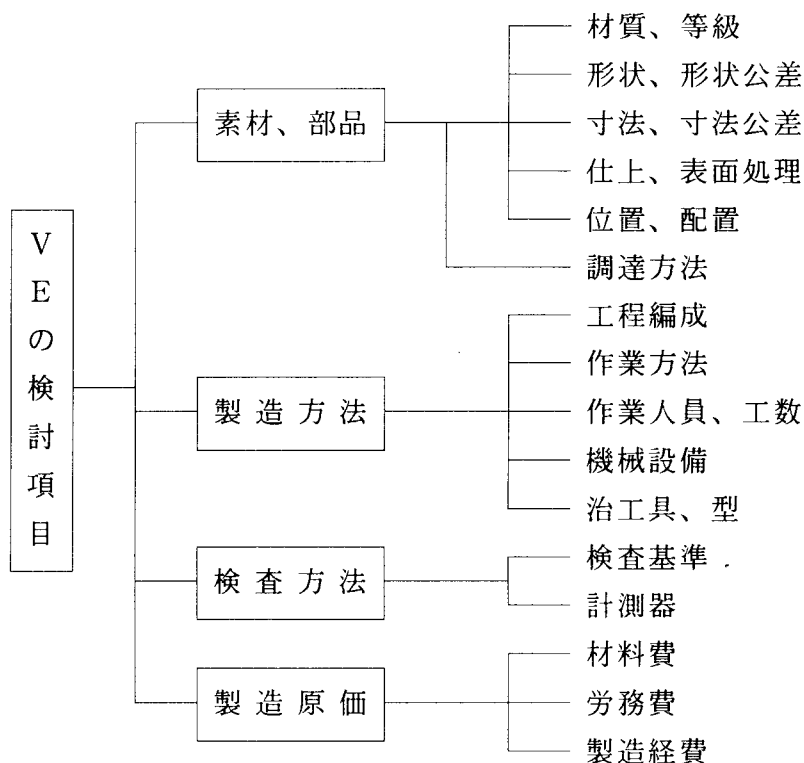 VEの検討項目
素材、部品
材質、等級
形状、形状公差
寸法、寸法公差
仕上、表面処理
位置、配置
調達方法
製造方法
工程編成
作業方法
作業人員、工数
機械設備
治工具、型
検査方法
検査基準
計測器
製造原価
材料費
労務費
製造経費